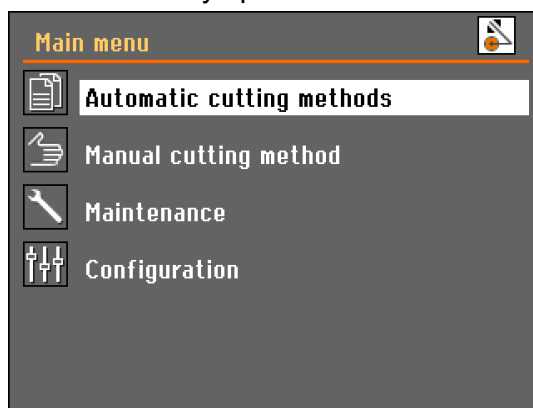 Main menu
Automatic cutting methods
Manual cutting method
Maintenance
Configuration